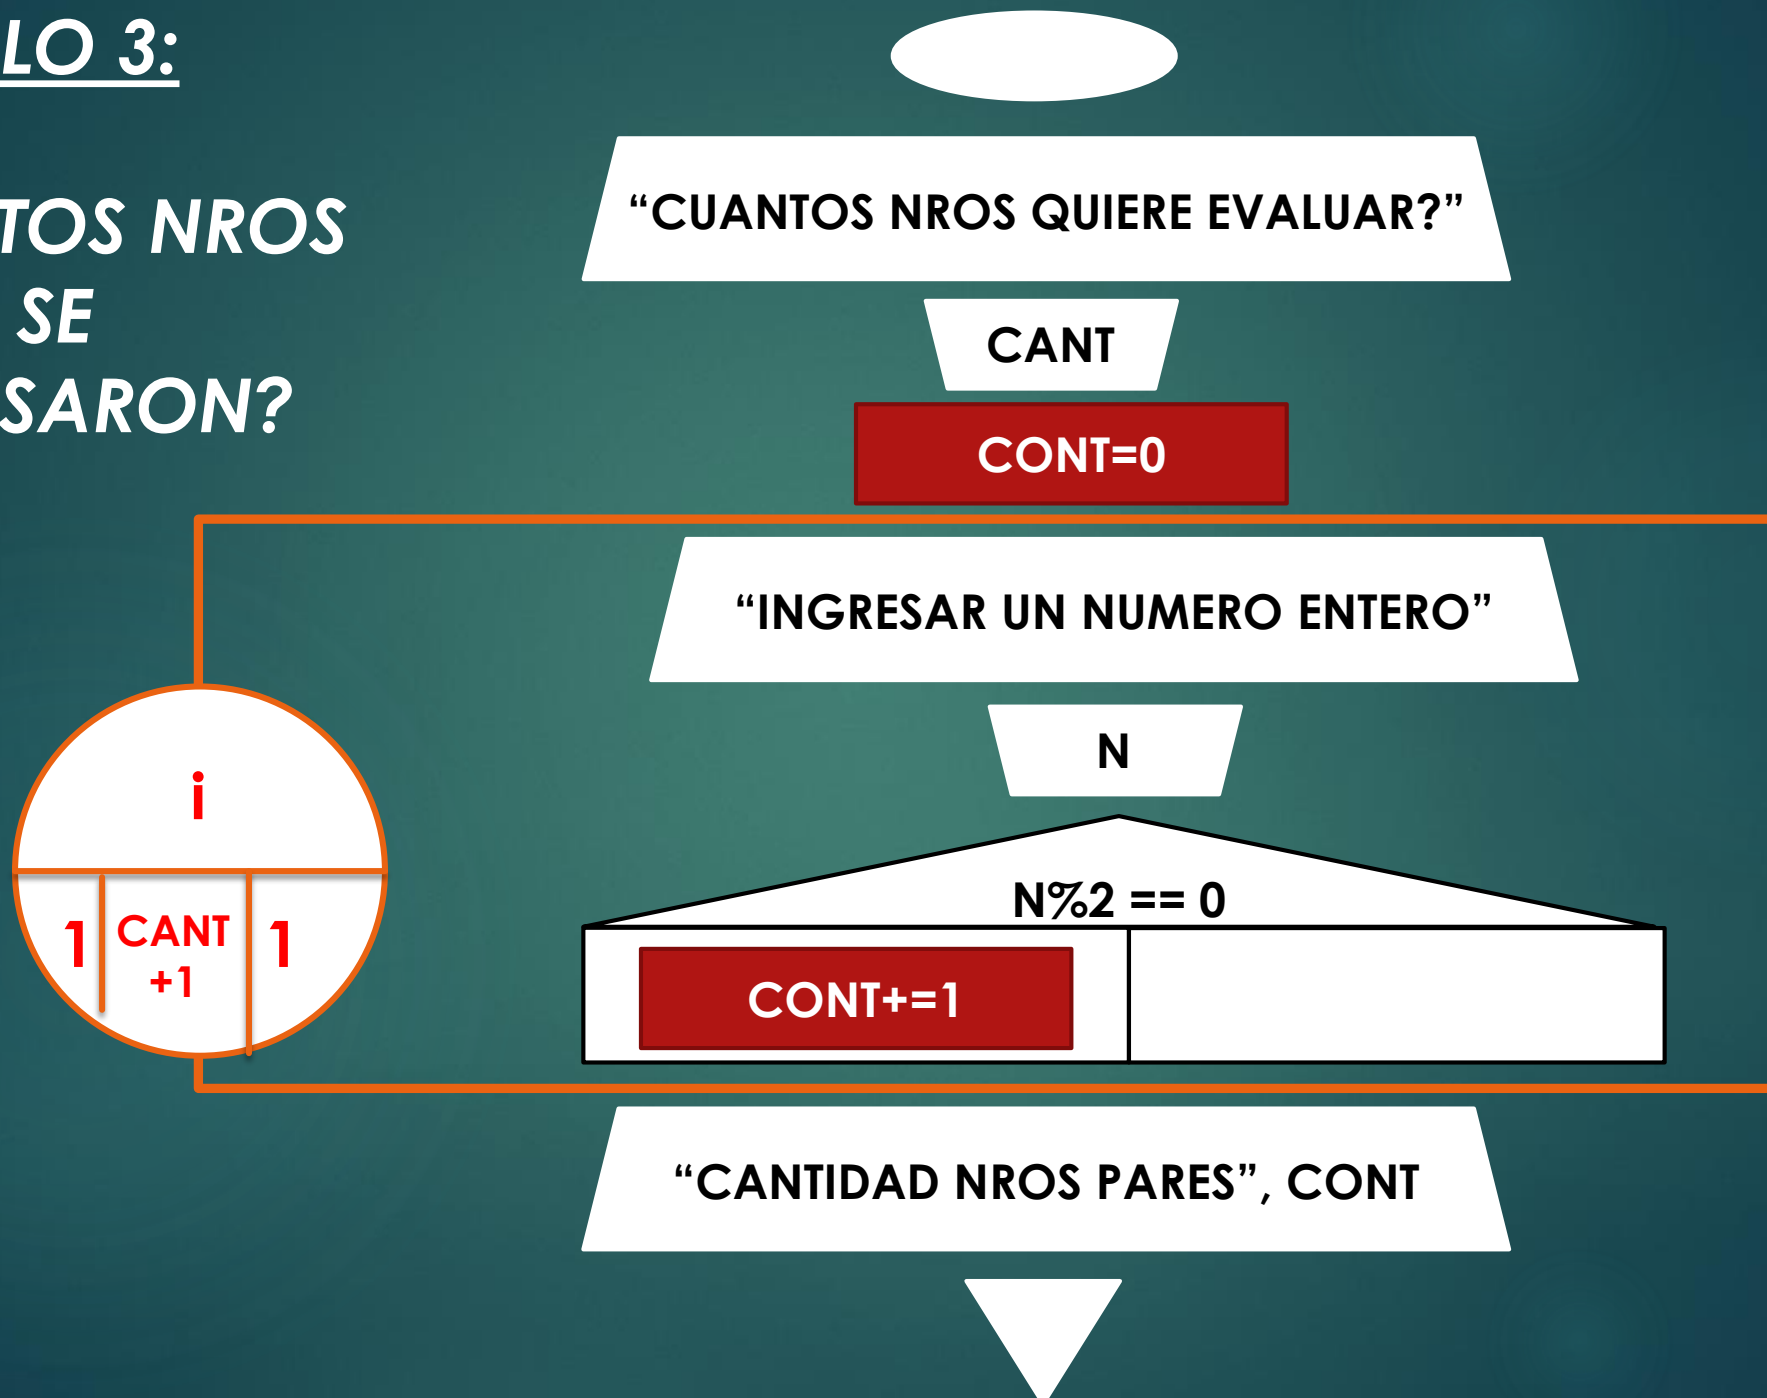 LO 3:
TOS NROS
SE
SARON?
“CUANTOS NROS QUIERE EVALUAR?”
CANT
CONT=0
“INGRESAR UN NUMERO ENTERO”
N
i
1
CANT
+1
1
N%2 == 0
CONT+=1
“CANTIDAD NROS PARES”, CONT